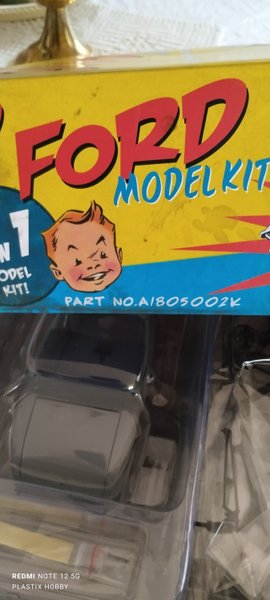 FORD
MODEL KIT
N 1
ODEL
KIT!
PART NO.A1805002K
REDMI NOTE 12 5G
PLASTIX HOBBY